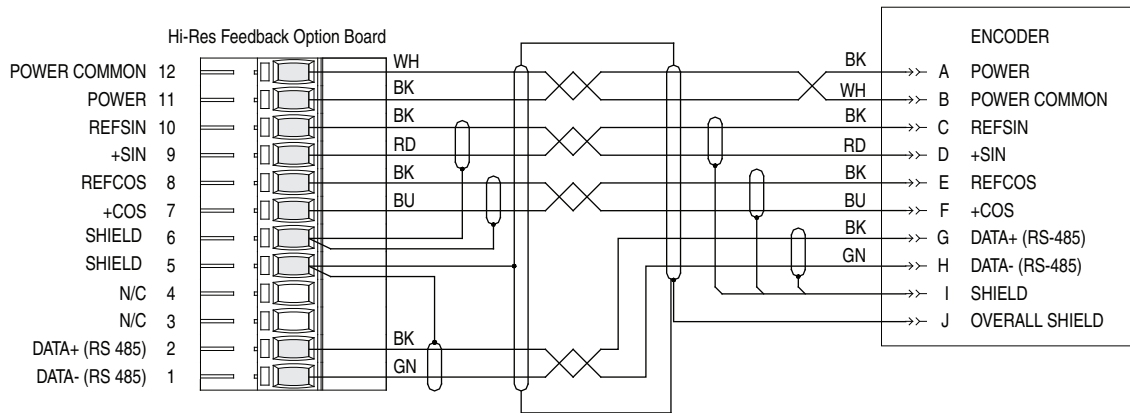 Hi-Res Feedback Option Board
POWER COMMON 12
POWER 11
REFSIN 10
+SIN 9
REFCOS 8
+COS 7
SHIELD 6
SHIELD 5
N/C 4
N/C 3
DATA+ (RS 485) 2
DATA- (RS 485) 1
WH
BK
BK
RD
BK
BU
BK
GN
BK
WH
BK
RD
BK
BU
BK
GN
ENCODER
A POWER
B POWER COMMON
C REFSIN
D +SIN
E REFCOS
F +COS
G DATA+ (RS-485)
H DATA- (RS-485)
I SHIELD
J OVERALL SHIELD